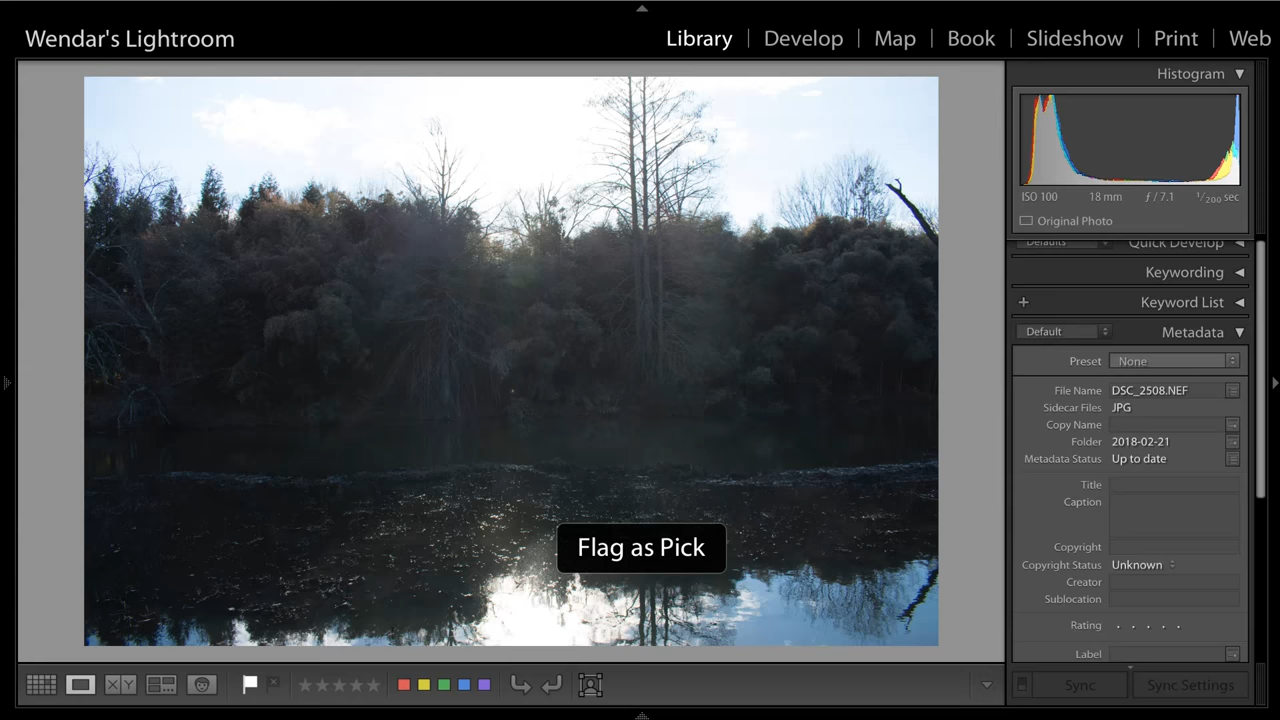 Wendar's Lightroom
Library | Develop | Map | Book | Slideshow | Print | Web
Histogram
ISO 100 18 mm ƒ / 7.1 1/200 sec
Original Photo
Defaults Quick Develop
Keywording
+ Keyword List
Default Metadata
Preset None
File Name DSC_2508.NEF
Sidecar Files JPG
Copy Name
Folder 2018-02-21
Metadata Status Up to date
Title
Caption
Copyright
Copyright Status Unknown
Creator
Sublocation
Rating . . . . .
Label
Flag as Pick
X Y
Sync Sync Settings